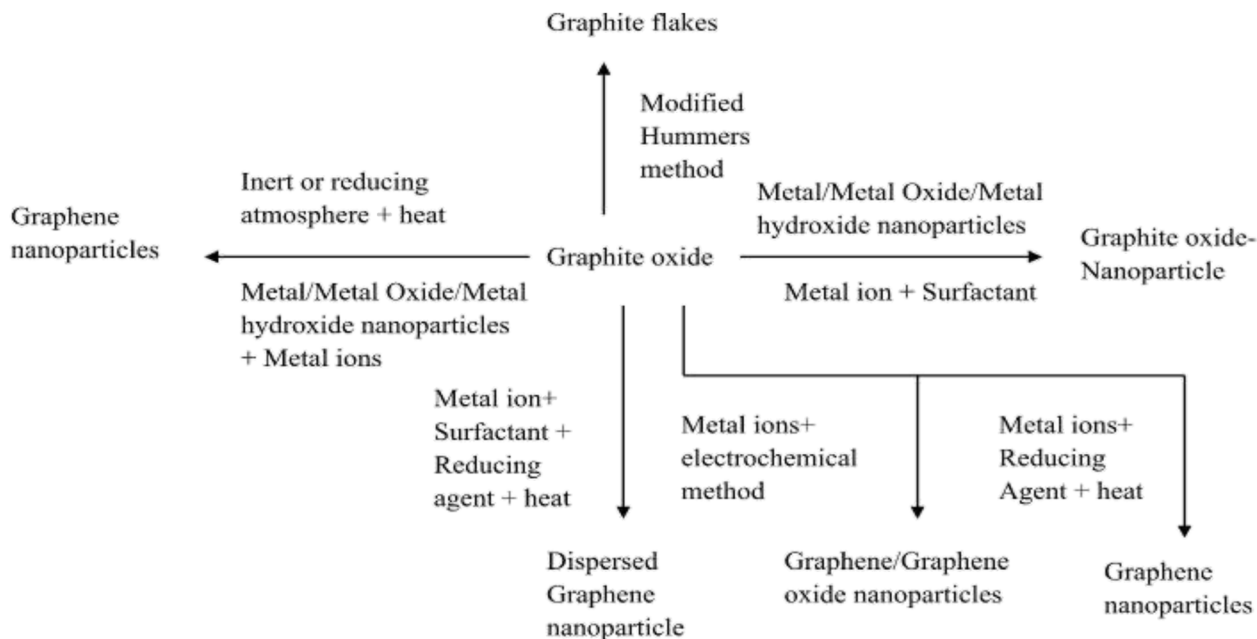 Graphite flakes
Modified
Hummers
method
Inert or reducing
atmosphere + heat
Metal/Metal Oxide/Metal
hydroxide nanoparticles
Graphene
nanoparticles
Graphite oxide
Graphite oxide-
Nanoparticle
Metal/Metal Oxide/Metal
hydroxide nanoparticles
+ Metal ions
Metal ion + Surfactant
Metal ion+
Surfactant +
Reducing
agent + heat
Metal ions+
electrochemical
method
Metal ions+
Reducing
Agent + heat
Dispersed
Graphene
nanoparticle
Graphene/Graphene
oxide nanoparticles
Graphene
nanoparticles